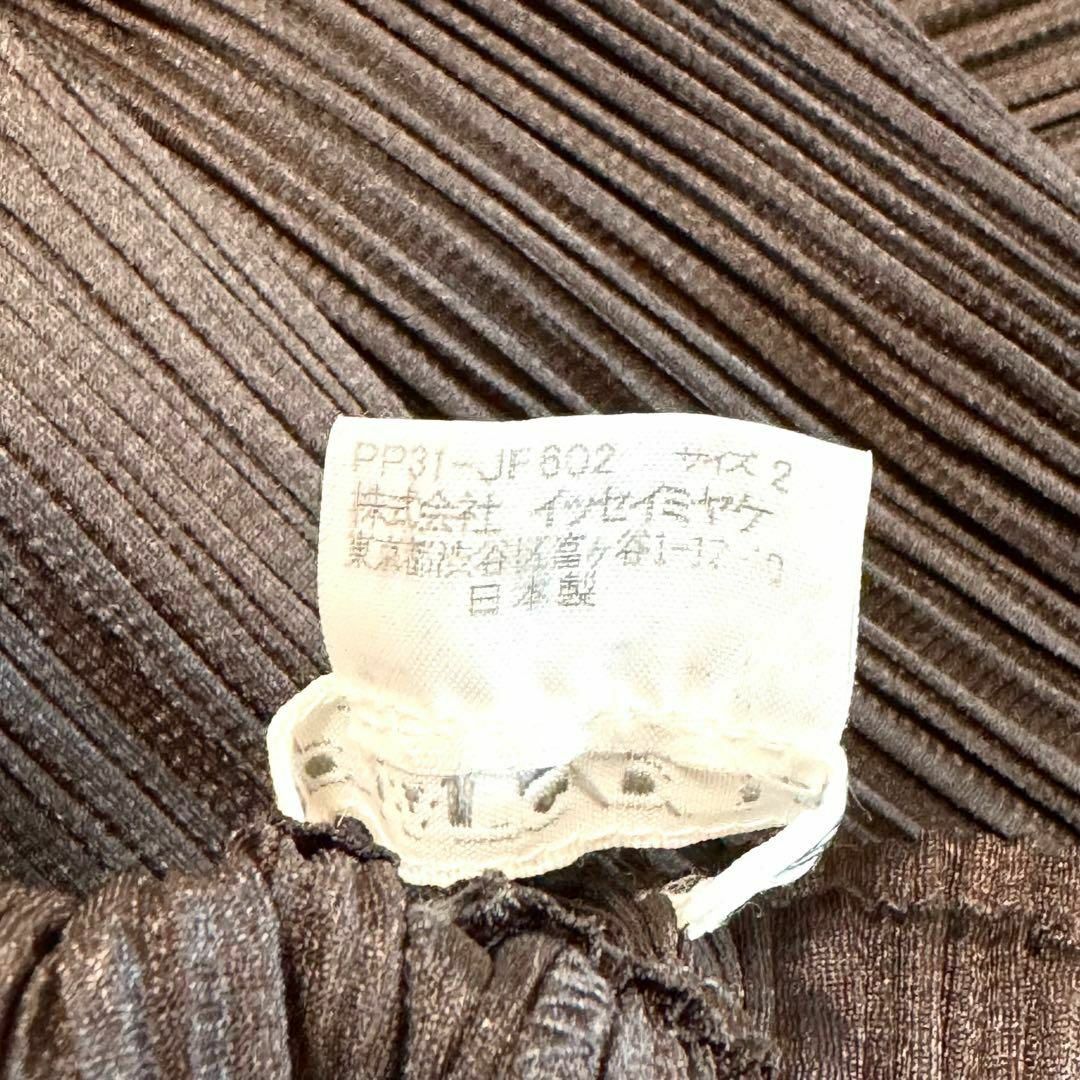 PP31-JF602 サイズ2
株式会社 イッセイミヤケ
東京都渋谷区富ヶ谷1-12-10
日本製